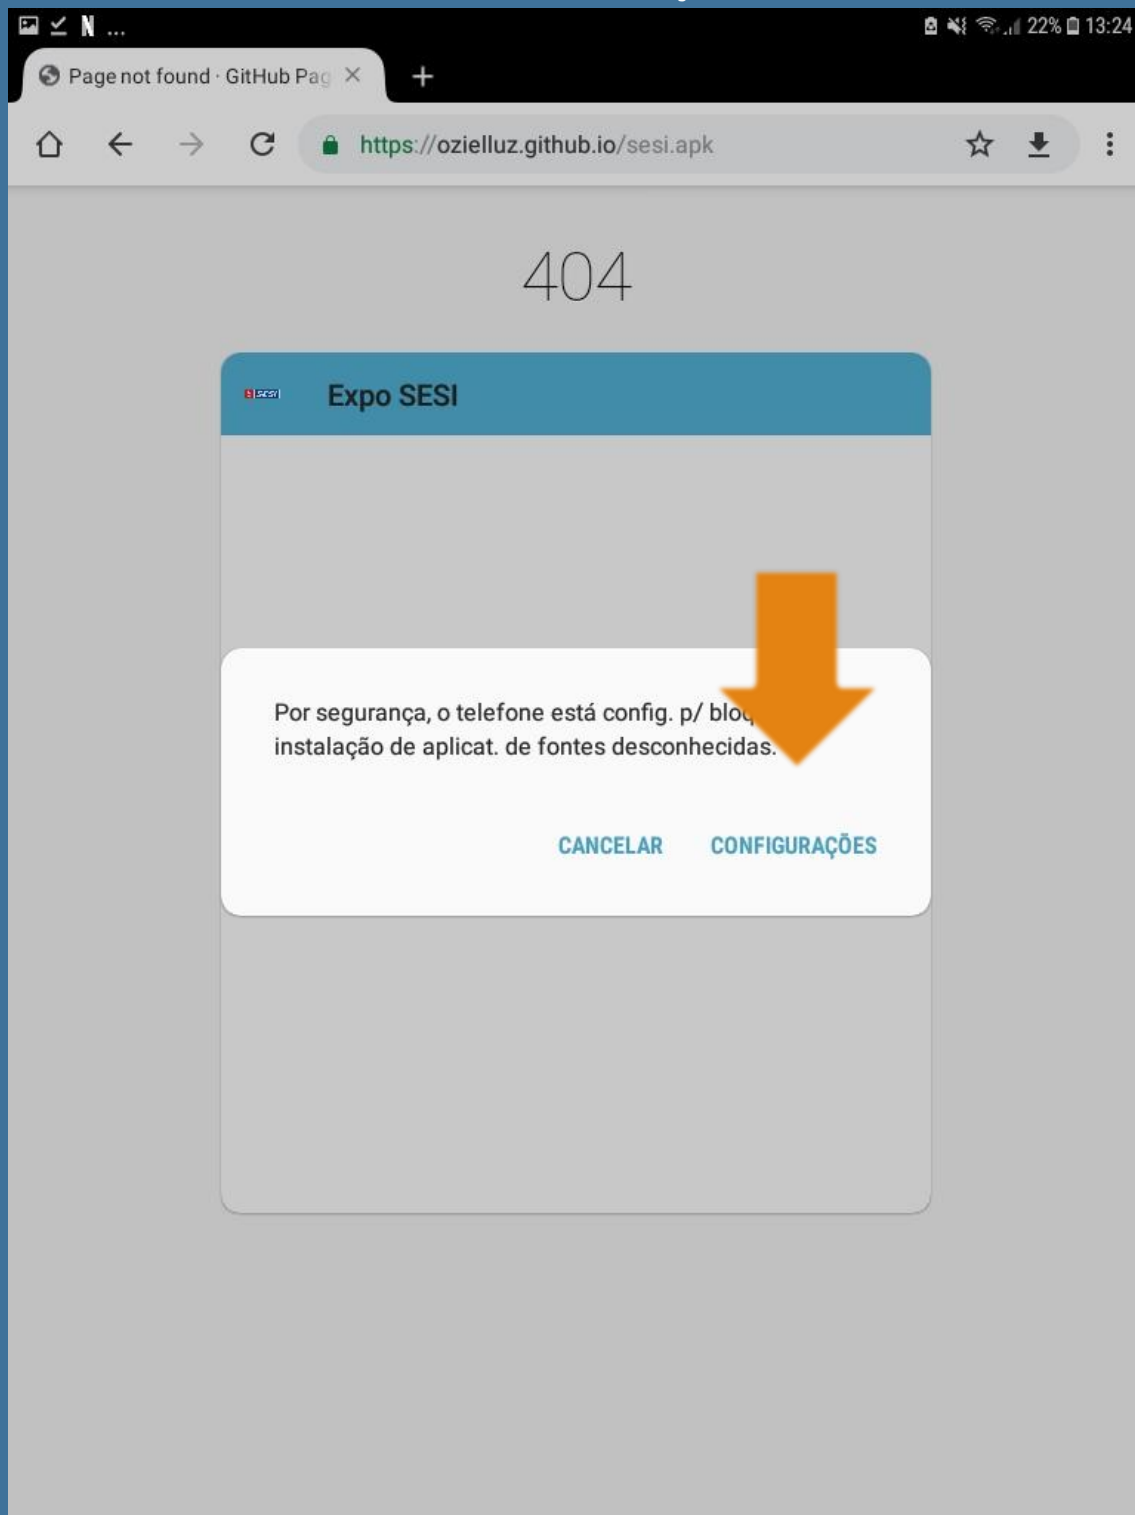 22% 13:24
Page not found · GitHub Pag
https://ozielluz.github.io/sesi.apk
404
SESI Expo SESI
Por segurança, o telefone está config. p/
instalação de aplicat. de fontes desconhecidas.
CANCELAR CONFIGURAÇÕES